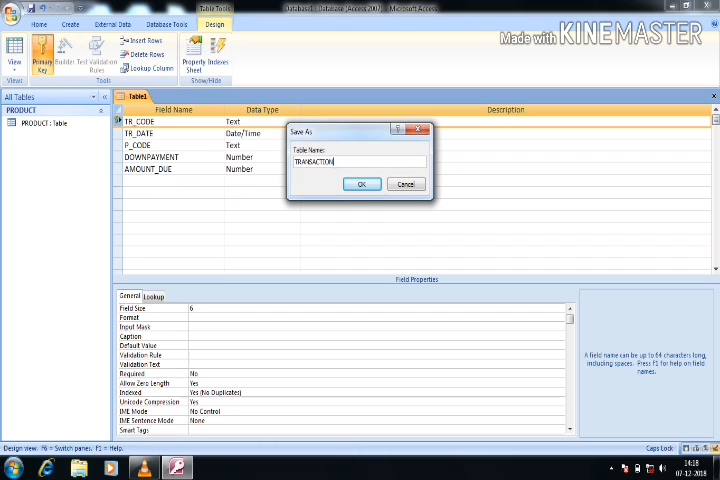 Table Tools
Database1 : Database (Access 2007) - Microsoft Access
Made with KINEMASTER
Home
Create
External Data
Database Tools
Design
View
Primary Key
Builder
Test Validation Rules
Insert Rows
Delete Rows
Lookup Column
Property Sheet
Indexes
Views
Tools
Show/Hide
All Tables
PRODUCT
PRODUCT : Table
Table1
Field Name
Data Type
Description
TR_CODE
Text
TR_DATE
Date/Time
P_CODE
Text
DOWNPAYMENT
Number
AMOUNT_DUE
Number
Save As
Table Name:
TRANSACTION
OK
Cancel
Field Properties
General
Lookup
Field Size
6
Format
Input Mask
Caption
Default Value
Validation Rule
Validation Text
Required
No
Allow Zero Length
Yes
Indexed
Yes (No Duplicates)
Unicode Compression
Yes
IME Mode
No Control
IME Sentence Mode
None
Smart Tags
A field name can be up to 64 characters long,
including spaces. Press F1 for help on field
names.
Design view. F6 = Switch panes. F1 = Help.
Caps Lock
14:18
07-12-2018